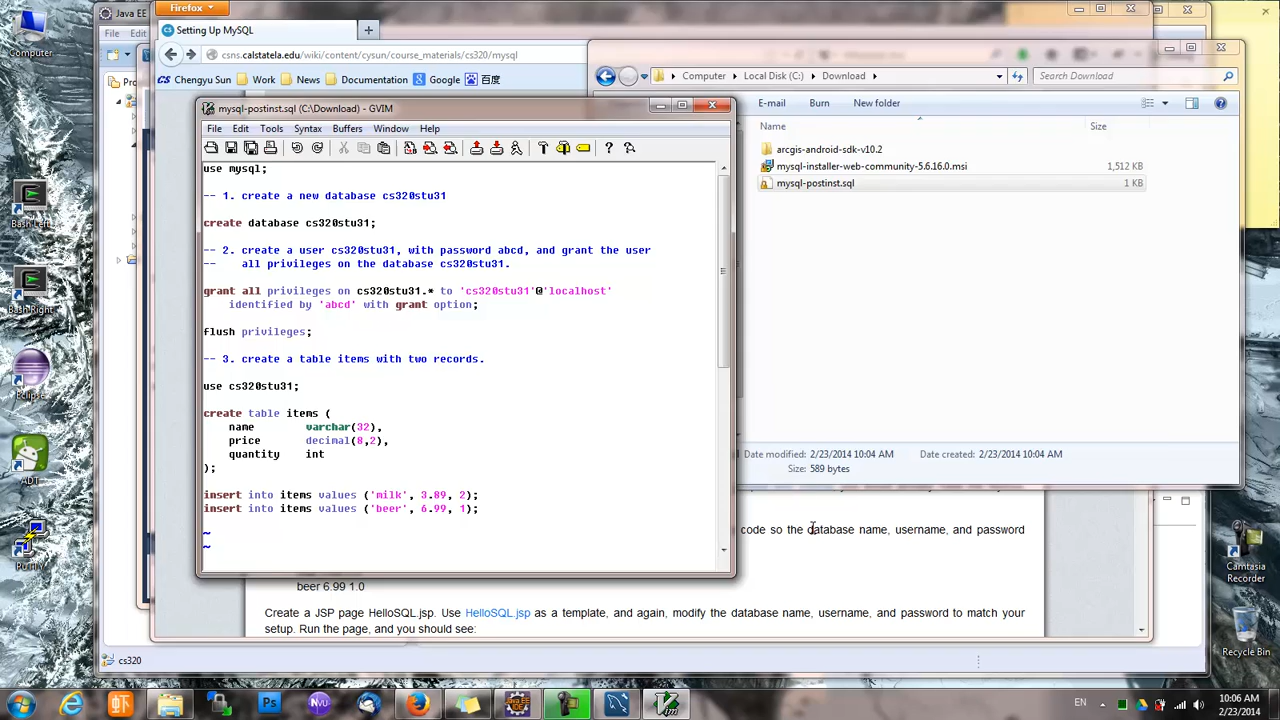 Java EE
File Edit
Pro
cs320
Firefox
Setting Up MySQL
csns.calstatela.edu/wiki/content/cysun/course_materials/cs320/mysql
Chengyu Sun Work News Documentation Google 百度
Computer Local Disk (C:) Download Search Download
E-mail Burn New folder
Name Size
arcgis-android-sdk-v10.2
mysql-installer-web-community-5.6.16.0.msi 1,512 KB
mysql-postinst.sql 1 KB
Date modified: 2/23/2014 10:04 AM Date created: 2/23/2014 10:04 AM
Size: 589 bytes
mysql-postinst.sql (C:\Download) - GVIM
File Edit Tools Syntax Buffers Window Help
use mysql;
-- 1. create a new database cs320stu31
create database cs320stu31;
-- 2. create a user cs320stu31, with password abcd, and grant the user
-- all privileges on the database cs320stu31.
grant all privileges on cs320stu31.* to 'cs320stu31'@'localhost'
identified by 'abcd' with grant option;
flush privileges;
-- 3. create a table items with two records.
use cs320stu31;
create table items (
name varchar(32),
price decimal(8,2),
quantity int
);
insert into items values ('milk', 3.89, 2);
insert into items values ('beer', 6.99, 1);
~
~
code so the database name, username, and password
beer 6.99 1.0
Create a JSP page HelloSQL.jsp. Use HelloSQL.jsp as a template, and again, modify the database name, username, and password to match your
setup. Run the page, and you should see:
Computer
Bash Left
Bash Right
Eclipse
ADT
PuTTY
Camtasia
Recorder
Recycle Bin
EN 10:06 AM
2/23/2014